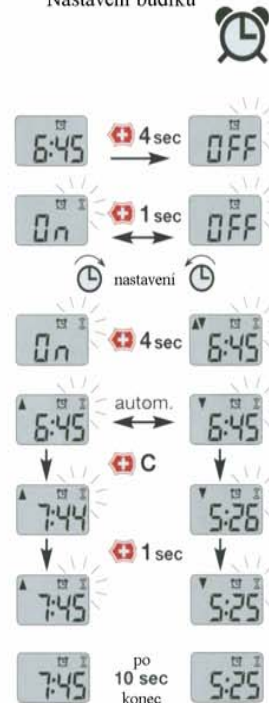 Nastavení budíku
6:45 4 sec OFF
On 1 sec OFF
nastavení
On 4 sec 6:45
6:45 autom. 6:45
C
7:44 5:26
1 sec
7:45 5:25
po
7:45 10 sec 5:25
konec